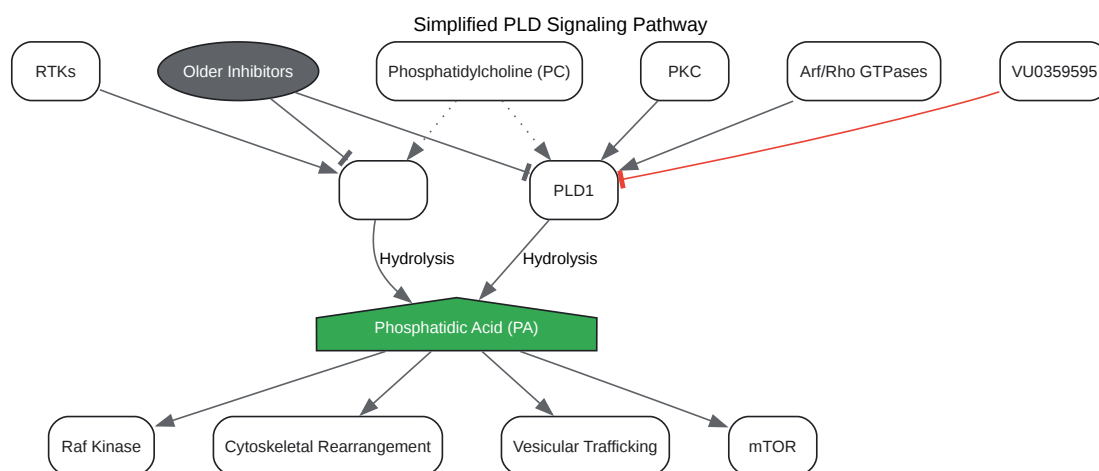 Simplified PLD Signaling Pathway
RTKs
Older Inhibitors
Phosphatidylcholine (PC)
PKC
Arf/Rho GTPases
VU0359595
PLD1
Hydrolysis
Hydrolysis
Phosphatidic Acid (PA)
Raf Kinase
Cytoskeletal Rearrangement
Vesicular Trafficking
mTOR